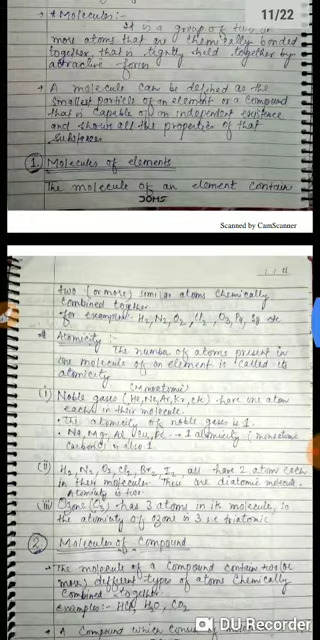 11/22
→ * Molecules :-
It is a group of two or
more atoms that are chemically bonded
together, that is tightly held together by
attractive forces
→ A molecule can be defined as the
smallest particle of an element or a compound
that is capable of an independent existence
and shows all the properties of that
substances
1. Molecules of elements
The molecule of an element contain
Scanned by CamScanner
two (or more) similar atoms chemically
combined together.
for examples H2, N2, O2, Cl2, O3, P4, S8 etc
Atomicity :-
The number of atoms present in
one molecule of an element is called its
atomicity
(Monoatomic)
(i) Noble gases (He, Ne, Ar, Kr, etc) have one atom
each in their molecule.
• The atomicity of noble gases is 1.
• Na, Mg, Al, Cu, Fe → 1 atomicity (monoatomic
Carbon(c) is also 1.
(ii) H2, N2, O2, Cl2, Br2, I2 all have 2 atoms each
in their molecules. They are diatomic molecule.
Atomicity is two.
(iii) Ozone (O3) has 3 atoms in its molecule, so
the atomicity of ozone is 3 i.e triatomic
2. Molecules of Compound
→ The molecule of a compound contain two (or
more) different types of atoms chemically
Combined together.
examples:- HCl, H2O, CO2
DU Recorder
→ A Compound which